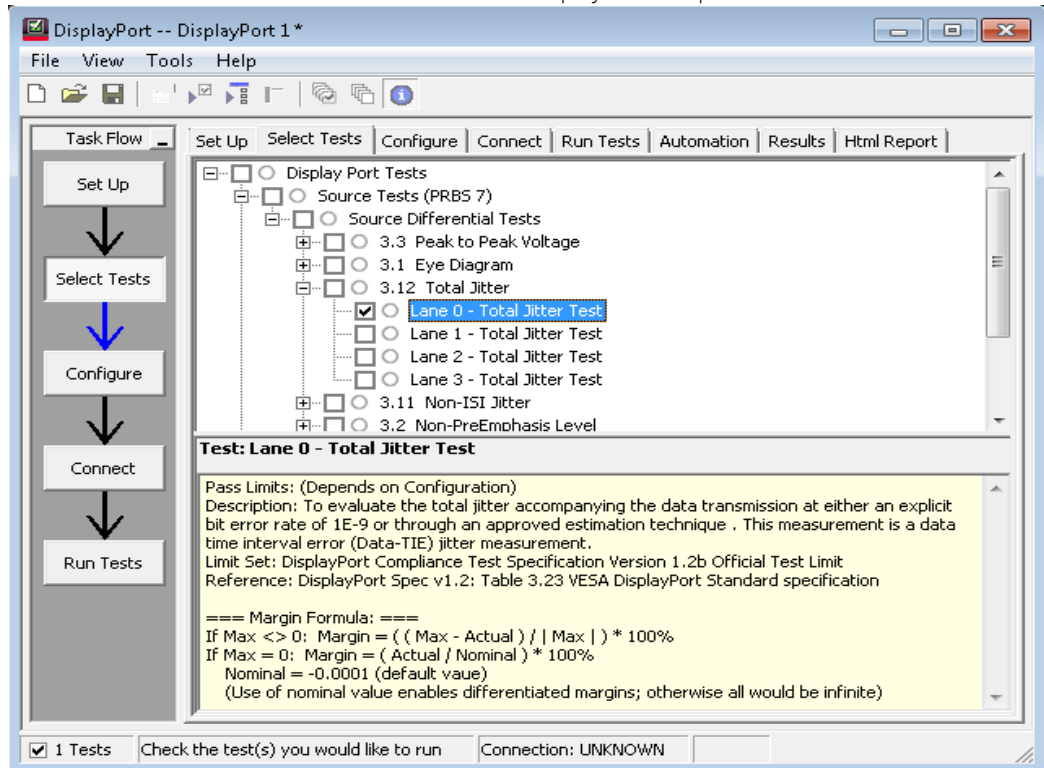 DisplayPort -- DisplayPort 1 *
File View Tools Help
Task Flow
Set Up
Select Tests
Configure
Connect
Run Tests
Set Up Select Tests Configure Connect Run Tests Automation Results Html Report
Display Port Tests
Source Tests (PRBS 7)
Source Differential Tests
3.3 Peak to Peak Voltage
3.1 Eye Diagram
3.12 Total Jitter
Lane 0 - Total Jitter Test
Lane 1 - Total Jitter Test
Lane 2 - Total Jitter Test
Lane 3 - Total Jitter Test
3.11 Non-ISI Jitter
3.2 Non-PreEmphasis Level
Test: Lane 0 - Total Jitter Test
Pass Limits: (Depends on Configuration)
Description: To evaluate the total jitter accompanying the data transmission at either an explicit
bit error rate of 1E-9 or through an approved estimation technique . This measurement is a data
time interval error (Data-TIE) jitter measurement.
Limit Set: DisplayPort Compliance Test Specification Version 1.2b Official Test Limit
Reference: DisplayPort Spec v1.2: Table 3.23 VESA DisplayPort Standard specification
=== Margin Formula: ===
If Max <> 0: Margin = ( ( Max - Actual ) / | Max | ) * 100%
If Max = 0: Margin = ( Actual / Nominal ) * 100%
Nominal = -0.0001 (default vaue)
(Use of nominal value enables differentiated margins; otherwise all would be infinite)
1 Tests Check the test(s) you would like to run Connection: UNKNOWN